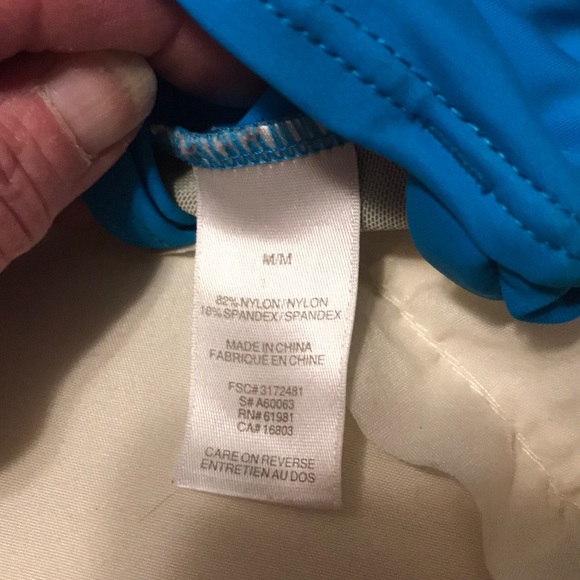 M/M
82% NYLON/NYLON
18% SPANDEX/SPANDEX
MADE IN CHINA
FABRIQUE EN CHINE
FSC# 3172481
S# A60063
RN# 61981
CA# 16803
CARE ON REVERSE
ENTRETIEN AU DOS